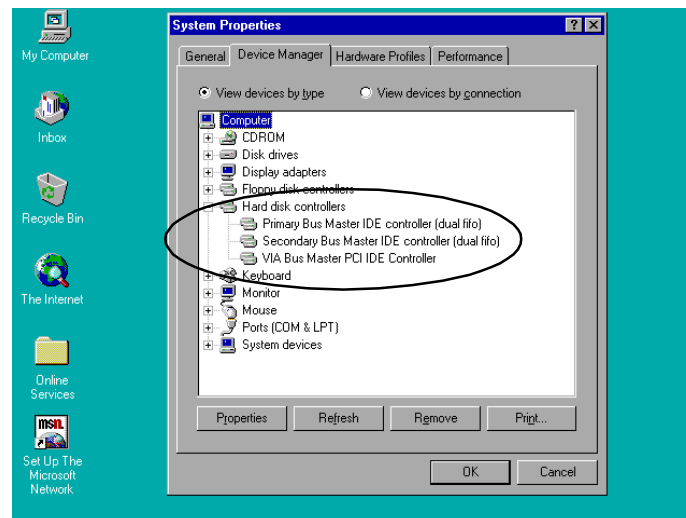 My Computer
Inbox
Recycle Bin
The Internet
Online
Services
msn.
Set Up The
Microsoft
Network
System Properties
General
Device Manager
Hardware Profiles
Performance
View devices by type
View devices by connection
Computer
CDROM
Disk drives
Display adapters
Floppy disk controllers
Hard disk controllers
Primary Bus Master IDE controller (dual fifo)
Secondary Bus Master IDE controller (dual fifo)
VIA Bus Master PCI IDE Controller
Keyboard
Monitor
Mouse
Ports (COM & LPT)
System devices
Properties
Refresh
Remove
Print...
OK
Cancel